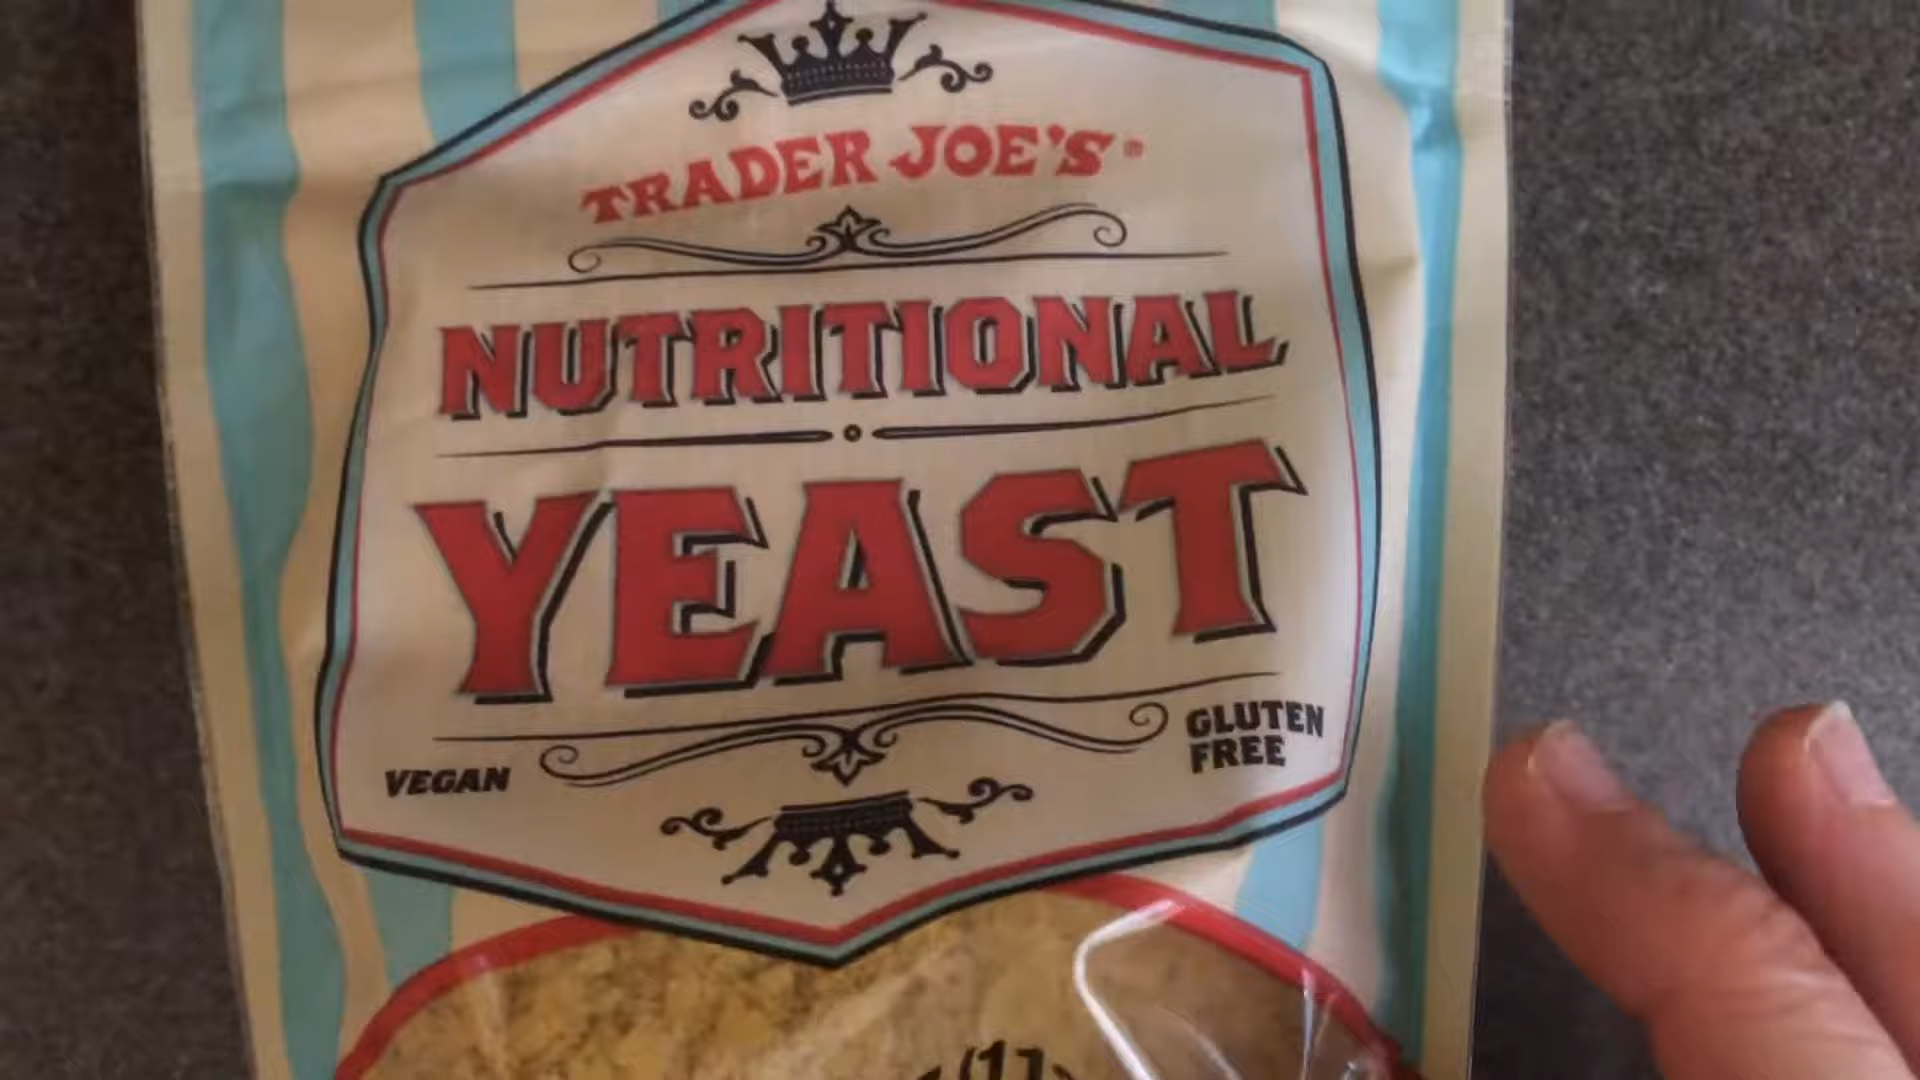 TRADER JOE'S®
NUTRITIONAL
YEAST
VEGAN
GLUTEN
FREE